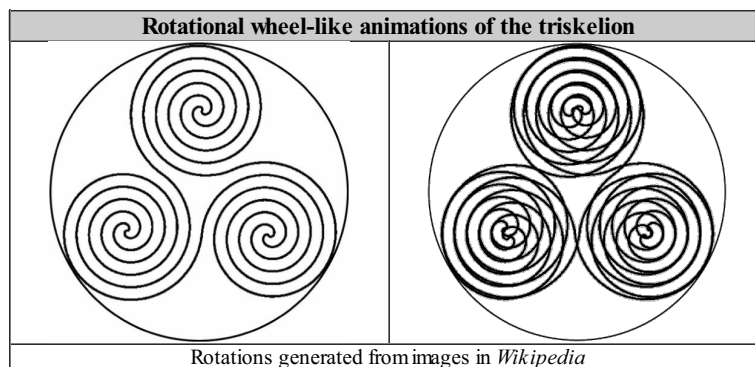 Rotational wheel-like animations of the triskelion
Rotations generated from images in Wikipedia